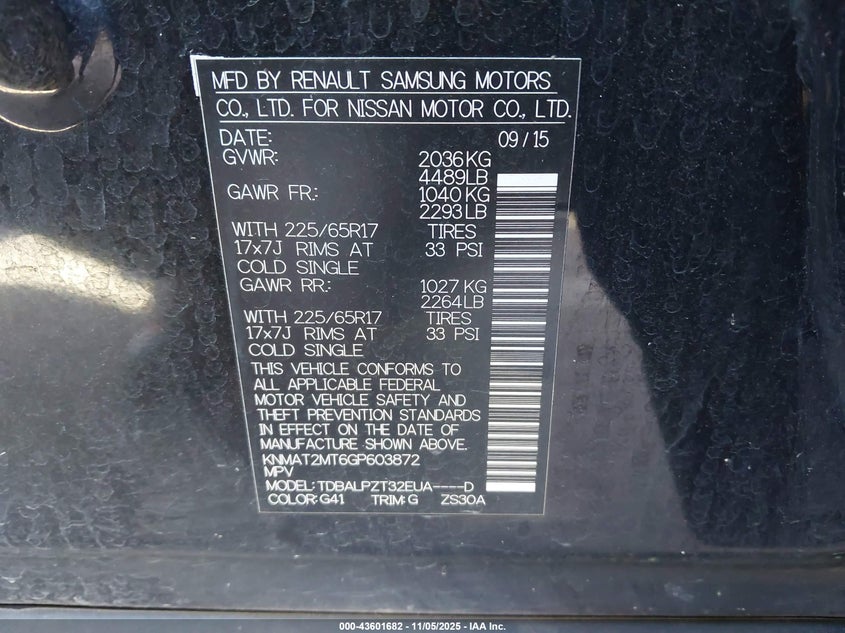 MFD BY RENAULT SAMSUNG MOTORS
CO., LTD. FOR NISSAN MOTOR CO., LTD.
DATE: 09/15
GVWR: 2036KG
4489LB
GAWR FR.: 1040KG
2293LB
WITH 225/65R17 TIRES
17x7J RIMS AT 33 PSI
COLD SINGLE
GAWR RR.: 1027KG
2264LB
WITH 225/65R17 TIRES
17x7J RIMS AT 33 PSI
COLD SINGLE
THIS VEHICLE CONFORMS TO
ALL APPLICABLE FEDERAL
MOTOR VEHICLE SAFETY AND
THEFT PREVENTION STANDARDS
IN EFFECT ON THE DATE OF
MANUFACTURE SHOWN ABOVE.
KNMAT2MT6GP603872
MPV
MODEL: TDBALPZT32EUA----D
COLOR: G41 TRIM: G ZS30A
000-43601682 - 11/05/2025 - IAA Inc.